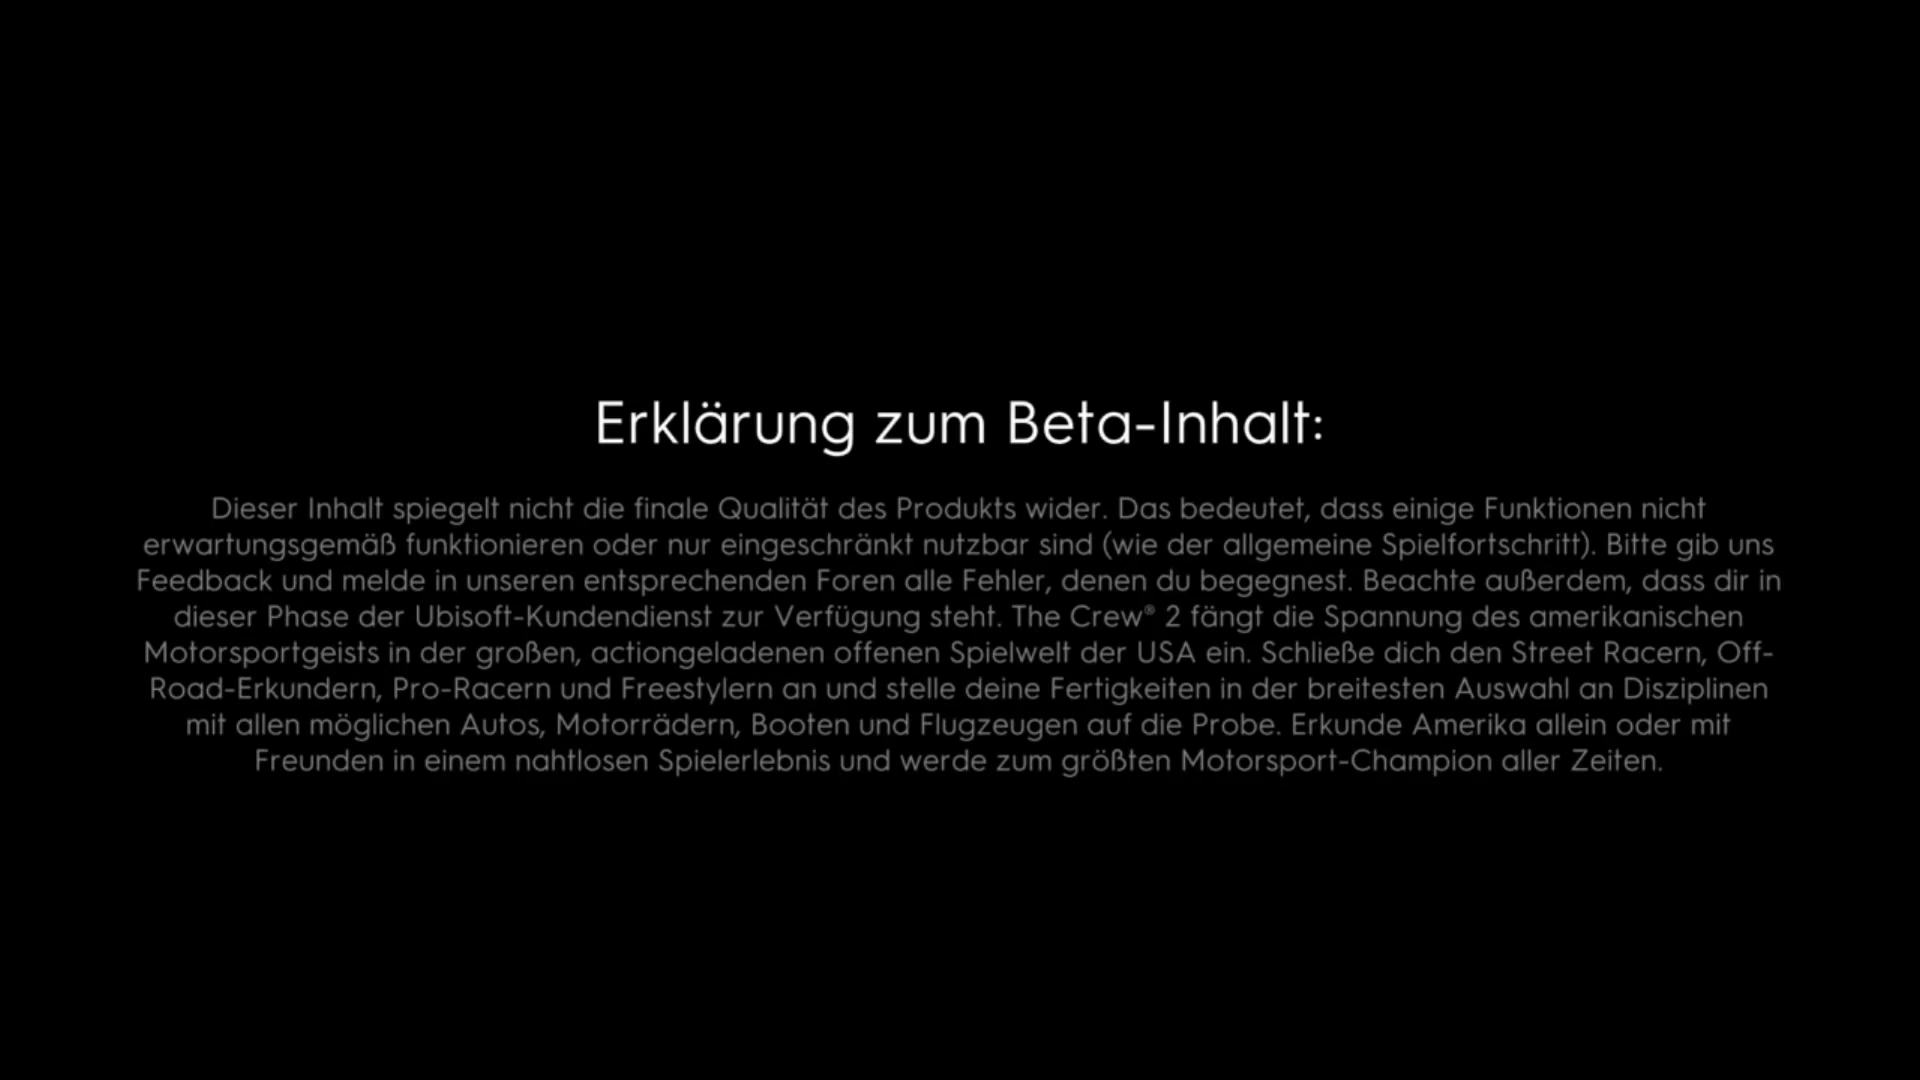 Erklärung zum Beta-Inhalt:
Dieser Inhalt spiegelt nicht die finale Qualität des Produkts wider. Das bedeutet, dass einige Funktionen nicht
erwartungsgemäß funktionieren oder nur eingeschränkt nutzbar sind (wie der allgemeine Spielfortschritt). Bitte gib uns
Feedback und melde in unseren entsprechenden Foren alle Fehler, denen du begegnest. Beachte außerdem, dass dir in
dieser Phase der Ubisoft-Kundendienst zur Verfügung steht. The Crew® 2 fängt die Spannung des amerikanischen
Motorsportgeists in der großen, actiongeladenen offenen Spielwelt der USA ein. Schließe dich den Street Racern, Off-
Road-Erkundern, Pro-Racern und Freestylern an und stelle deine Fertigkeiten in der breitesten Auswahl an Disziplinen
mit allen möglichen Autos, Motorrädern, Booten und Flugzeugen auf die Probe. Erkunde Amerika allein oder mit
Freunden in einem nahtlosen Spielerlebnis und werde zum größten Motorsport-Champion aller Zeiten.